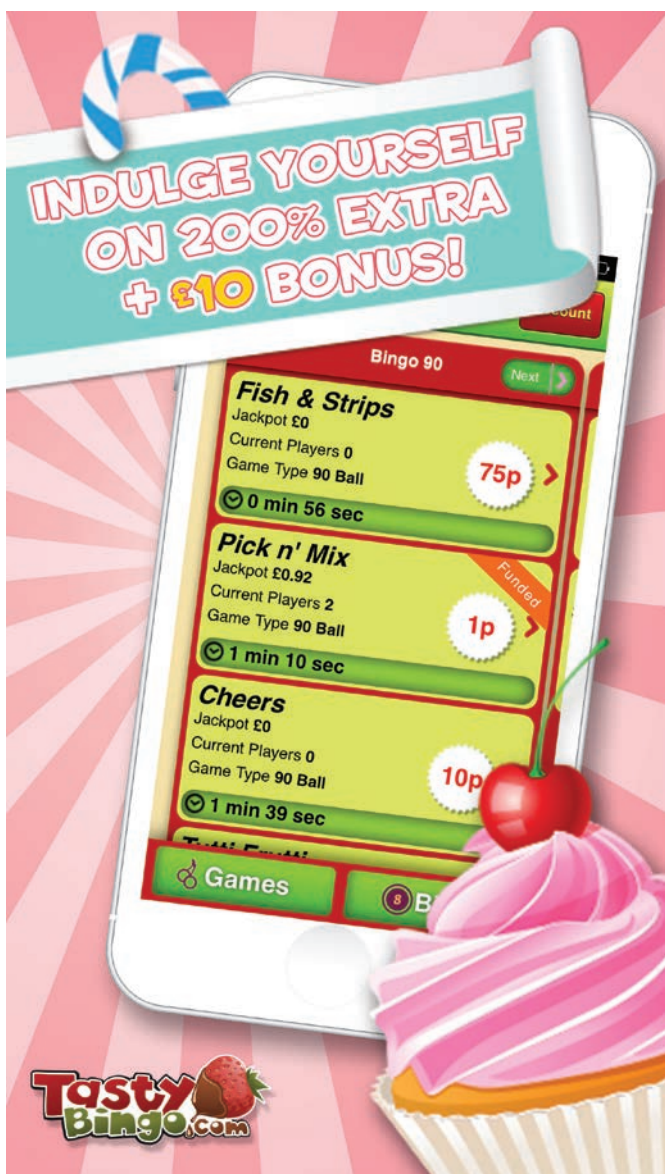 INDULGE YOURSELF
ON 200% EXTRA
+ £10 BONUS!
Bingo 90
Next
Fish & Strips
Jackpot £0
Current Players 0
Game Type 90 Ball
75p
0 min 56 sec
Pick n' Mix
Jackpot £0.92
Current Players 2
Game Type 90 Ball
Funded
1p
1 min 10 sec
Cheers
Jackpot £0
Current Players 0
Game Type 90 Ball
10p
1 min 39 sec
Tutti Frutti
Games
8
Tasty
Bingo.com